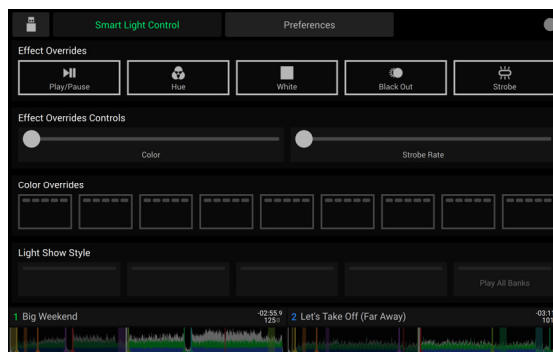 Smart Light Control
Preferences
Effect Overrides
Play/Pause
Hue
White
Black Out
Strobe
Effect Overrides Controls
Color
Strobe Rate
Color Overrides
Light Show Style
Play All Banks
1 Big Weekend
-02:55.9
2 Let's Take Off (Far Away)